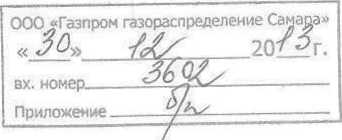 ООО «Газпром газораспределение Самара»
«30» 12 2013 г.
вх. номер 3602
Приложение б/н